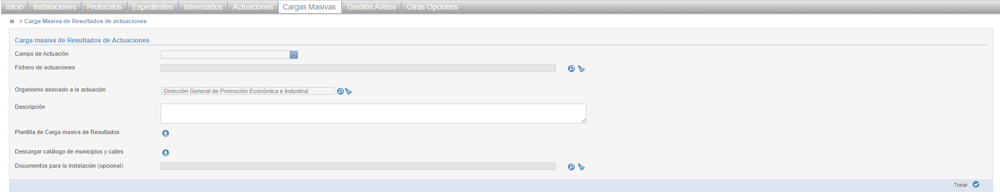 Inicio Instalaciones Protocolos Expedientes Interesados Actuaciones Cargas Masivas Gestión Avisos Otras Opciones
> Carga Masiva de Resultados de actuaciones
Carga masiva de Resultados de Actuaciones
Campo de Actuación
Fichero de actuaciones
Organismo asociado a la actuación Dirección General de Promoción Económica e Industrial
Descripción
Plantilla de Carga masiva de Resultados
Descargar catálogo de municipios y calles
Documentos para la instalación (opcional)
Tratar